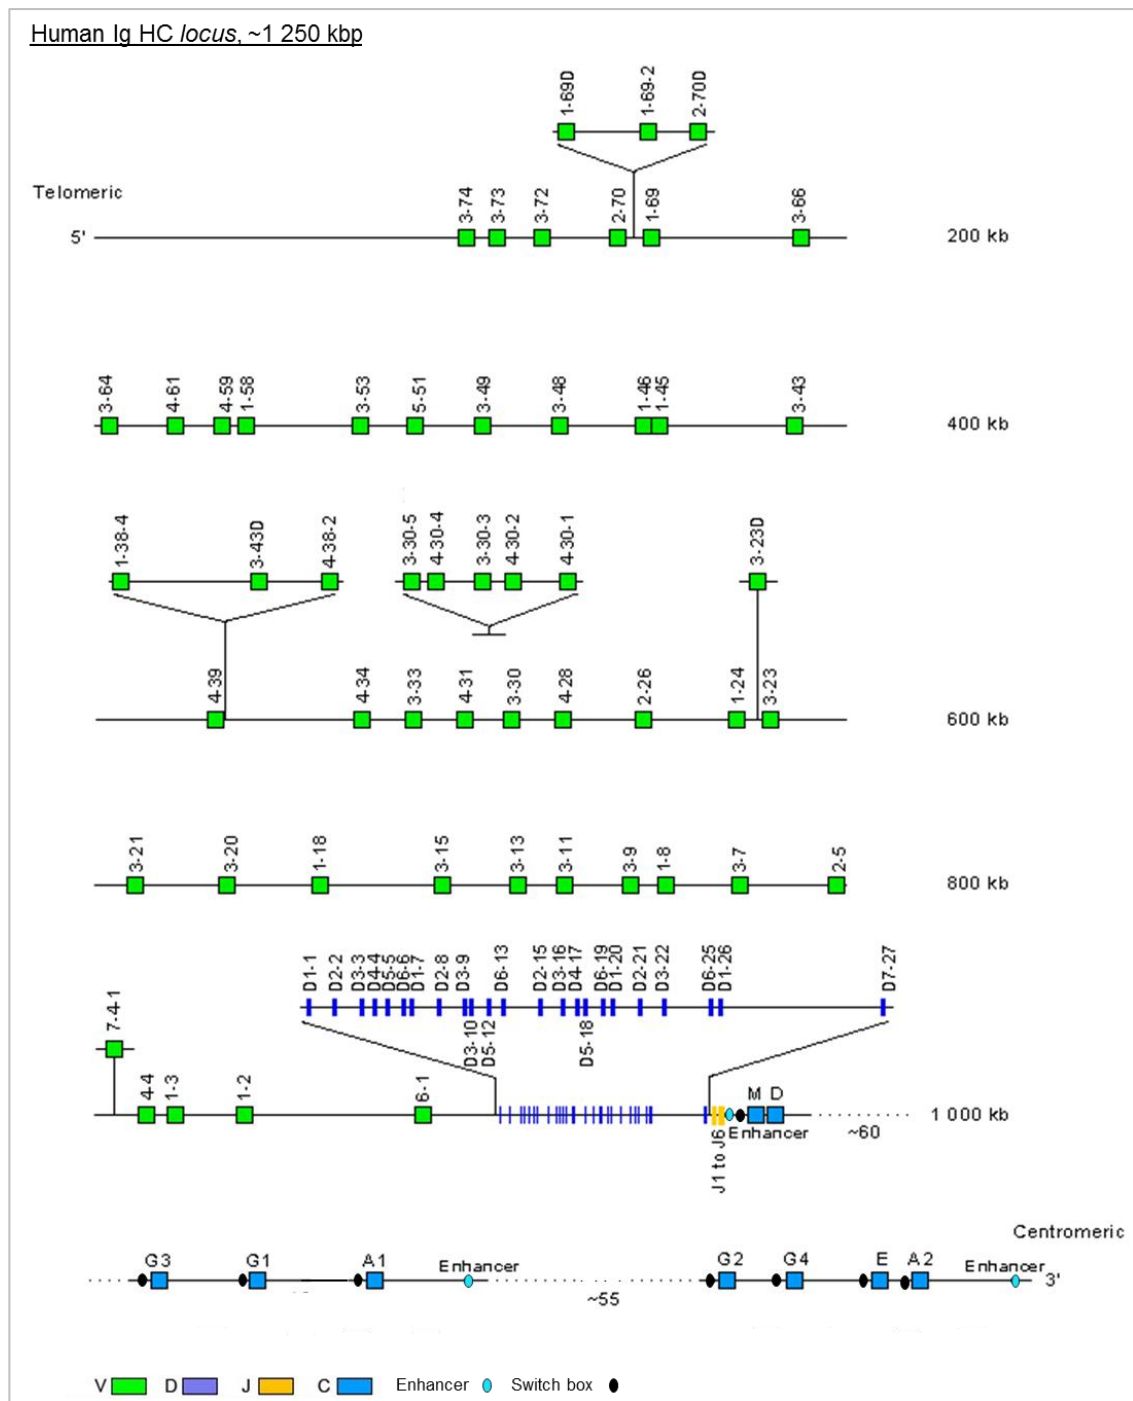 Human Ig HC locus, ~1 250 kbp
1-69D 1-69-2 2-70D
Telomeric
3-74 3-73 3-72 2-70 1-69 3-66
5' 200 kb
3-64 4-61 4-59 1-58 3-53 5-51 3-49 3-48 1-46 1-45 3-43
400 kb
1-38-4 3-43D 4-38-2 3-30-5 4-30-4 3-30-3 4-30-2 4-30-1 3-23D
4-39 4-34 3-33 4-31 3-30 4-28 2-26 1-24 3-23
600 kb
3-21 3-20 1-18 3-15 3-13 3-11 3-9 1-8 3-7 2-5
800 kb
D1-1 D2-2 D3-3 D4-4 D5-5 D6-6 D1-7 D2-8 D3-9 D6-13 D2-15 D3-16 D4-17 D6-19 D1-20 D2-21 D3-22 D6-25 D1-26 D7-27
D3-10 D5-12 D5-18
7-4-1
4-4 1-3 1-2 6-1 M D
1 000 kb
Enhancer ~60
J1 to J6
Centromeric
G3 G1 A1 Enhancer G2 G4 E A2 Enhancer
3'
~55
V D J C Enhancer Switch box